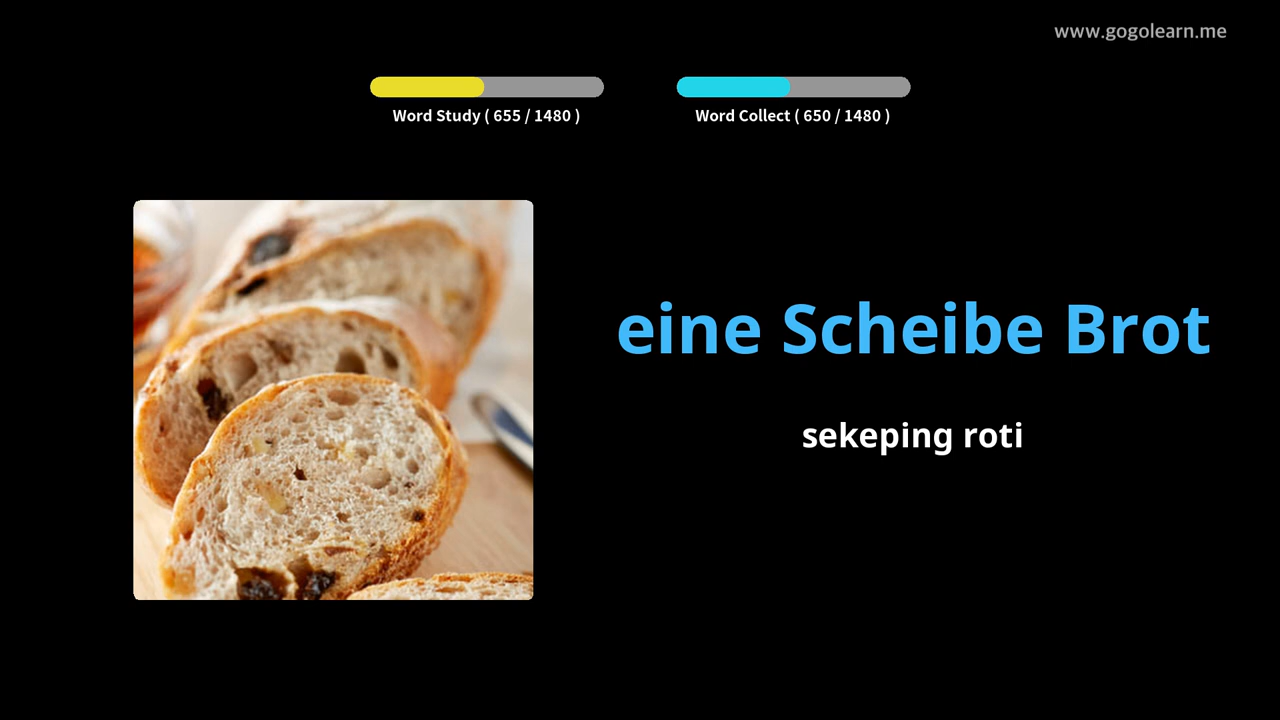 www.gogolearn.me
Word Study ( 655 / 1480 )
Word Collect ( 650 / 1480 )
eine Scheibe Brot
sekeping roti